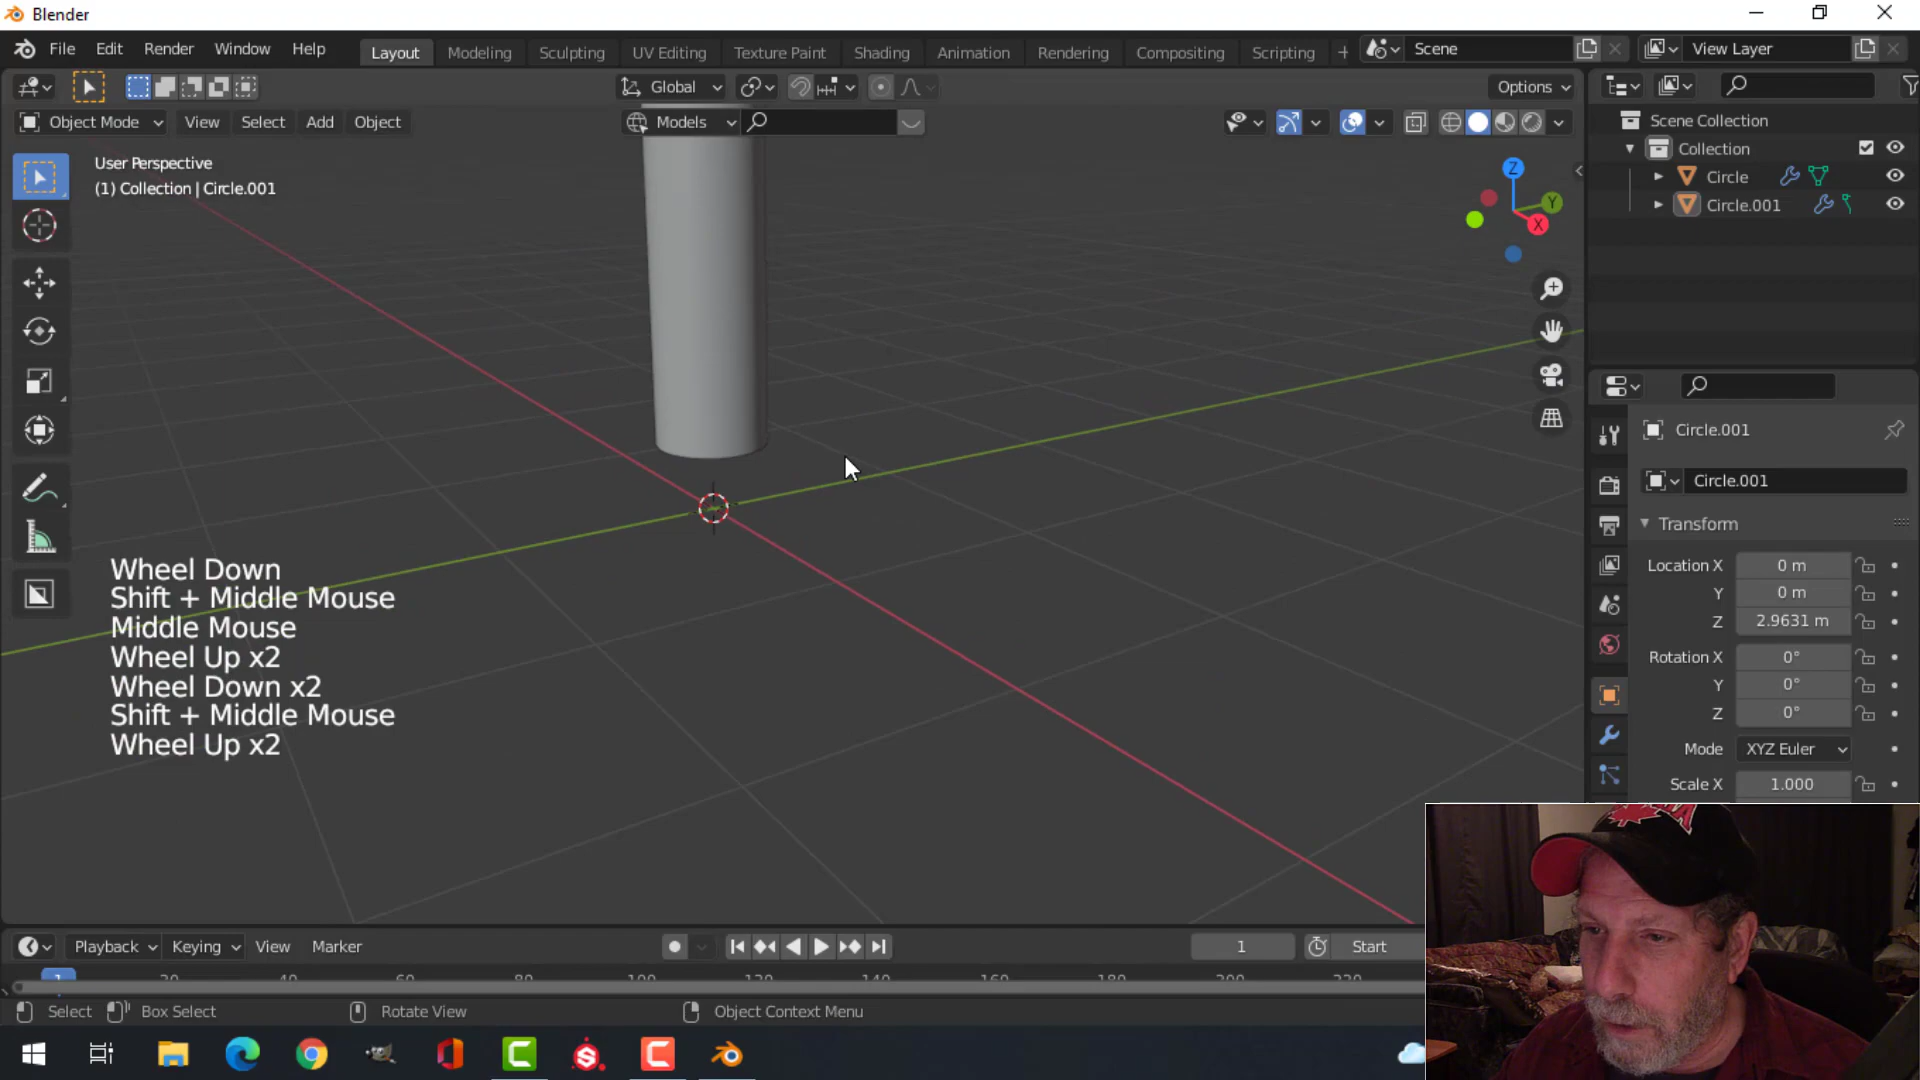 Blender
File Edit Render Window Help Layout Modeling Sculpting UV Editing Texture Paint Shading Animation Rendering Compositing Scripting + Scene View Layer
Global Options
Object Mode View Select Add Object Models
User Perspective
(1) Collection | Circle.001
Scene Collection
Collection
Circle
Circle.001
Z
Y
X
Circle.001
Circle.001
Transform
Location X 0 m
Y 0 m
Z 2.9631 m
Rotation X 0°
Y 0°
Z 0°
Mode XYZ Euler
Scale X 1.000
Wheel Down
Shift + Middle Mouse
Middle Mouse
Wheel Up x2
Wheel Down x2
Shift + Middle Mouse
Wheel Up x2
Playback Keying View Marker 1 Start
1
Select Box Select Rotate View Object Context Menu